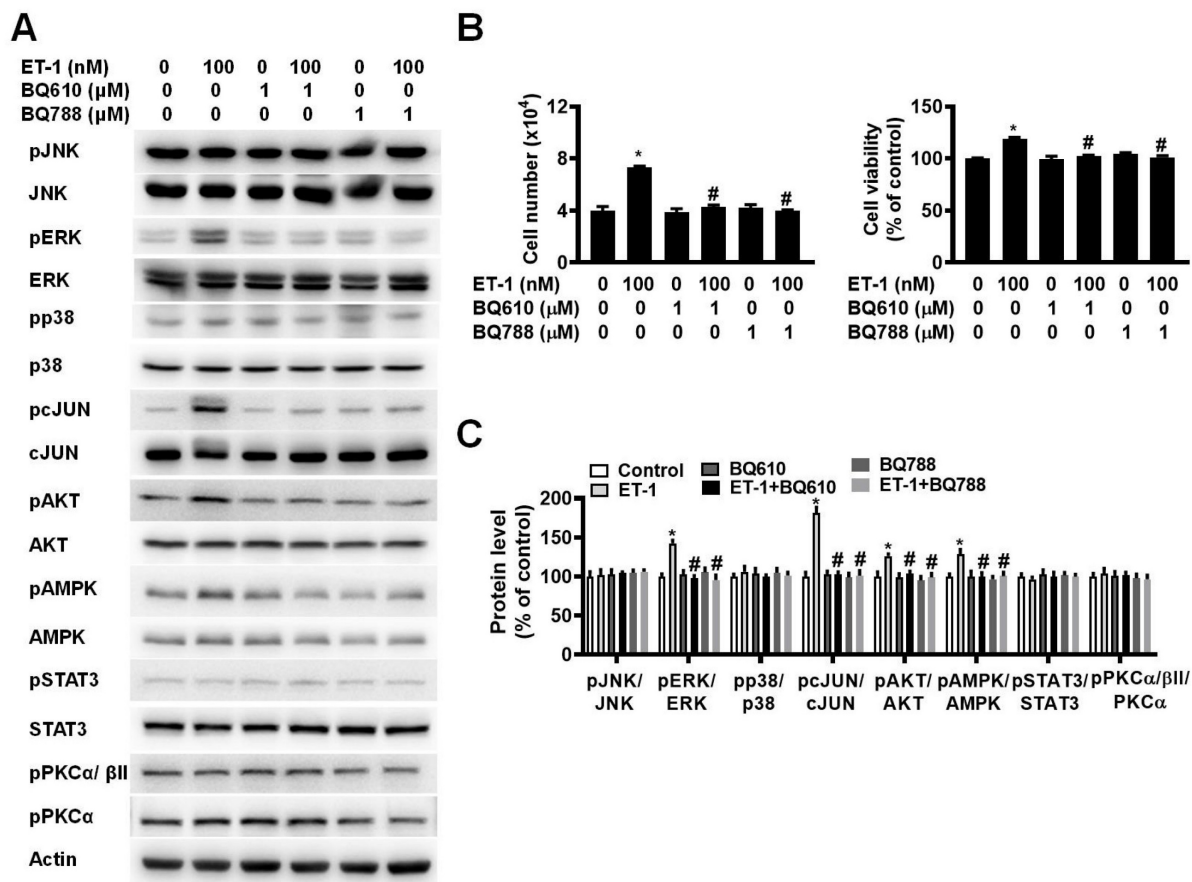 A
ET-1 (nM) 0 100 0 100 0 100
BQ610 (μM) 0 0 1 1 0 0
BQ788 (μM) 0 0 0 0 1 1
pJNK
JNK
pERK
ERK
pp38
p38
pcJUN
cJUN
pAKT
AKT
pAMPK
AMPK
pSTAT3
STAT3
pPKCα/ βII
pPKCα
Actin
B
Cell number (x10⁴)
12
8
4
0
*
#
#
ET-1 (nM) 0 100 0 100 0 100
BQ610 (μM) 0 0 1 1 0 0
BQ788 (μM) 0 0 0 0 1 1
Cell viability
(% of control)
150
100
50
0
*
#
#
ET-1 (nM) 0 100 0 100 0 100
BQ610 (μM) 0 0 1 1 0 0
BQ788 (μM) 0 0 0 0 1 1
C
Control BQ610 BQ788
ET-1 ET-1+BQ610 ET-1+BQ788
Protein level
(% of control)
200
150
100
50
0
* # # * # # * # # * # #
pJNK/ pERK/ pp38/ pcJUN/ pAKT/ pAMPK/ pSTAT3/ pPKCα/βII/
JNK ERK p38 cJUN AKT AMPK STAT3 PKCα